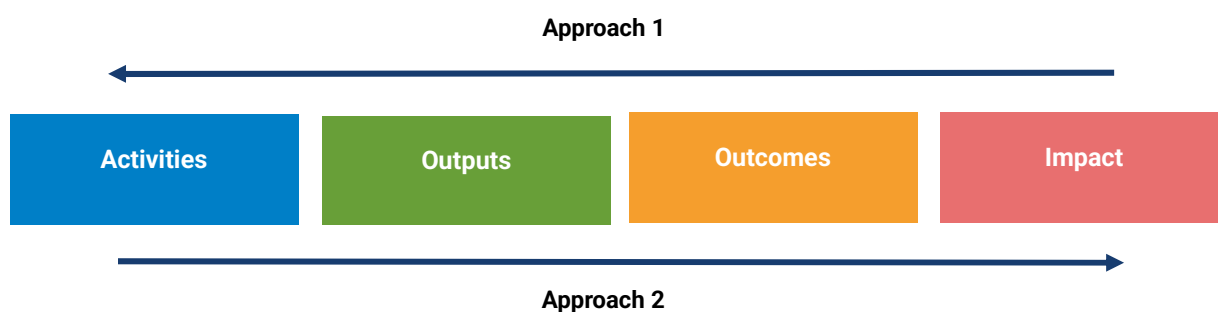 Approach 1
Activities
Outputs
Outcomes
Impact
Approach 2